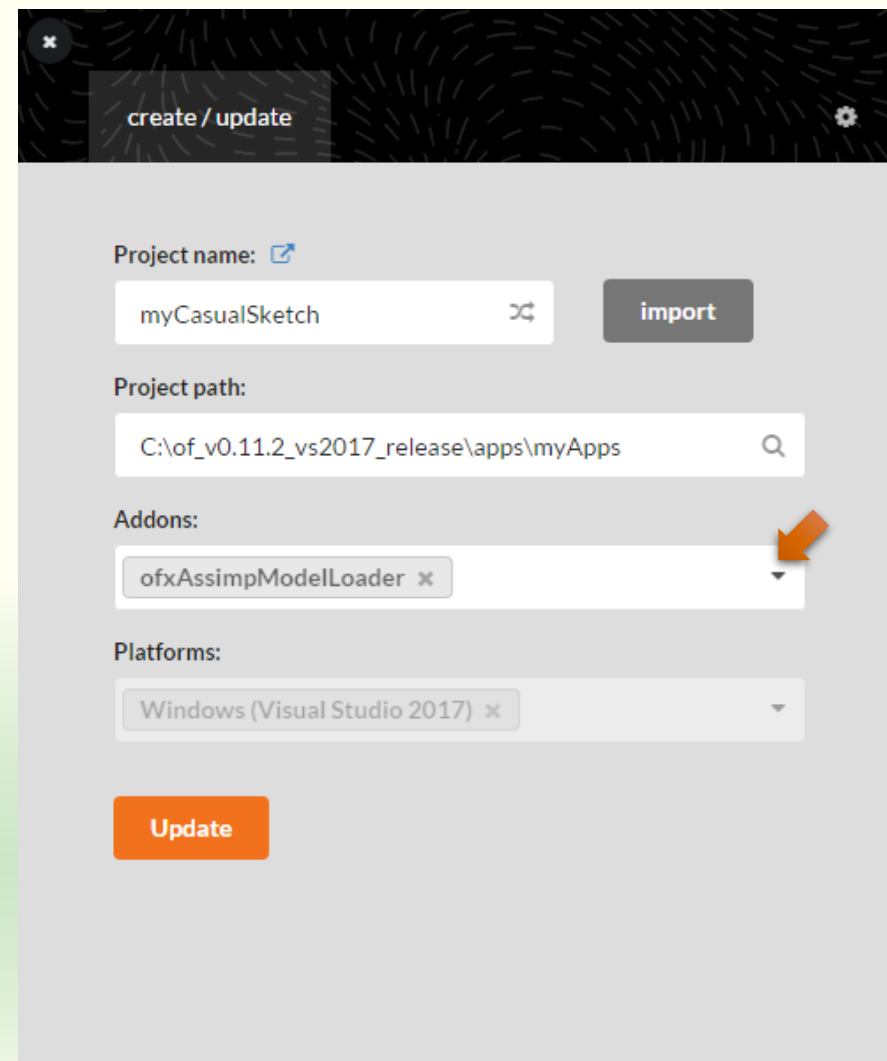 create / update
Project name:
myCasualSketch
import
Project path:
C:\of_v0.11.2_vs2017_release\apps\myApps
Addons:
ofxAssimpModelLoader
Platforms:
Windows (Visual Studio 2017)
Update